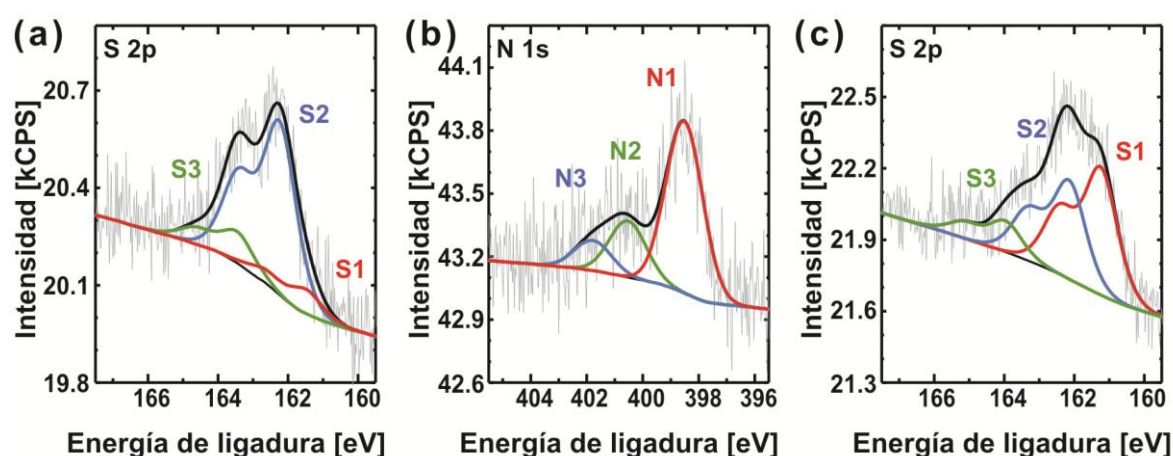 (a)
S 2p
20.7
20.4
20.1
19.8
S3
S2
S1
166 164 162 160
Intensidad [kCPS]
Energía de ligadura [eV]
(b)
N 1s
44.1
43.8
43.5
43.2
42.9
42.6
N3
N2
N1
404 402 400 398 396
Intensidad [kCPS]
Energía de ligadura [eV]
(c)
S 2p
22.5
22.2
21.9
21.6
21.3
S3
S2
S1
166 164 162 160
Intensidad [kCPS]
Energía de ligadura [eV]